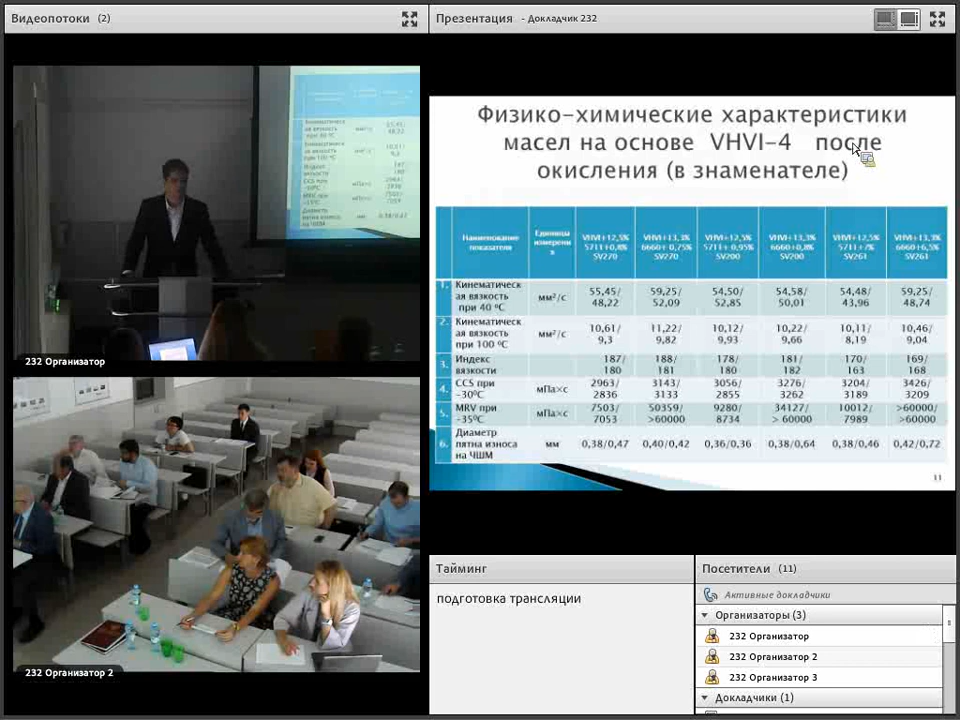 Видеопотоки (2)
232 Организатор
232 Организатор 2
Презентация - Докладчик 232
Физико-химические характеристики
масел на основе VHVI-4 после
окисления (в знаменателе)
Наименование показателя Единицы измерения VHVI+12,5% 5711+0,8% SV270 VHVI+13,3% 6660+ 0,75% SV270 VHVI+12,5% 5711+ 0,95% SV200 VHVI+13,3% 6660+0,8% SV200 VHVI+12,5% 5711+7% SV261 VHVI+13,3% 6660+6,5% SV261
1. Кинематическая вязкость при 40 ºС мм²/с 55,45/ 48,22 59,25/ 52,09 54,50/ 52,85 54,58/ 50,01 54,48/ 43,96 59,25/ 48,74
2. Кинематическая вязкость при 100 ºС мм²/с 10,61/ 9,3 11,22/ 9,82 10,12/ 9,93 10,22/ 9,66 10,11/ 8,19 10,46/ 9,04
3. Индекс вязкости 187/ 180 188/ 181 178/ 180 181/ 182 170/ 163 169/ 168
4. CCS при -30ºС мПа×с 2963/ 2836 3143/ 3133 3056/ 2855 3276/ 3262 3204/ 3189 3426/ 3209
5. MRV при -35ºС мПа×с 7503/ 7053 50359/ >60000 9280/ 8734 34127/ > 60000 10012/ 7989 >60000/ >60000
6. Диаметр пятна износа на ЧШМ мм 0,38/0,47 0,40/0,42 0,36/0,36 0,38/0,64 0,38/0,46 0,42/0,72
11
Тайминг
подготовка трансляции
Посетители (11)
Активные докладчики
Организаторы (3)
232 Организатор
232 Организатор 2
232 Организатор 3
Докладчики (1)